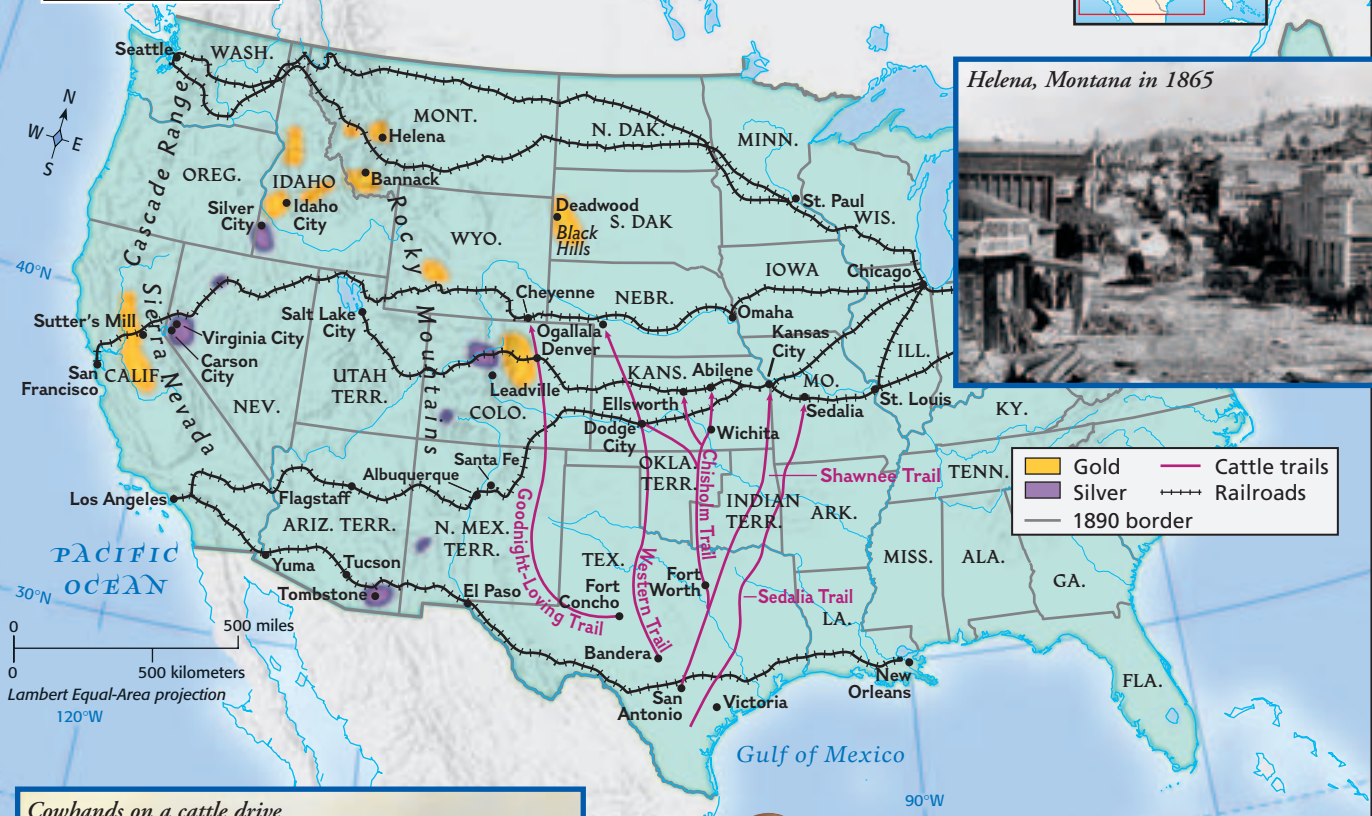 Helena, Montana in 1865
Seattle
WASH.
N
W
E
S
Cascade Range
MONT.
Helena
N. DAK.
MINN.
OREG.
IDAHO
Bannack
Silver
City
Idaho
City
Rocky
Mountains
Deadwood
Black
Hills
S. DAK
St. Paul
WIS.
WYO.
40°N
IOWA
Chicago
Sierra Nevada
Cheyenne
NEBR.
Omaha
Sutter's Mill
Virginia City
Carson
City
Salt Lake
City
Ogallala
Denver
Kansas
City
ILL.
San
Francisco
CALIF.
NEV.
UTAH
TERR.
Leadville
COLO.
KANS.
Abilene
MO.
Ellsworth
Sedalia
St. Louis
Dodge
City
Wichita
KY.
Santa Fe
Albuquerque
Flagstaff
Los Angeles
OKLA.
TERR.
Chisholm Trail
Shawnee Trail
TENN.
INDIAN
TERR.
ARK.
ARIZ. TERR.
N. MEX.
TERR.
Goodnight-Loving Trail
Western Trail
TEX.
MISS.
ALA.
GA.
PACIFIC
OCEAN
Yuma
Tucson
Tombstone
El Paso
Fort
Concho
Fort
Worth
Sedalia Trail
LA.
30°N
Bandera
San
Antonio
Victoria
New
Orleans
FLA.
Gulf of Mexico
Gold
Silver
1890 border
Cattle trails
Railroads
0
500 miles
0
500 kilometers
Lambert Equal-Area projection
120°W
90°W
Cowhands on a cattle drive